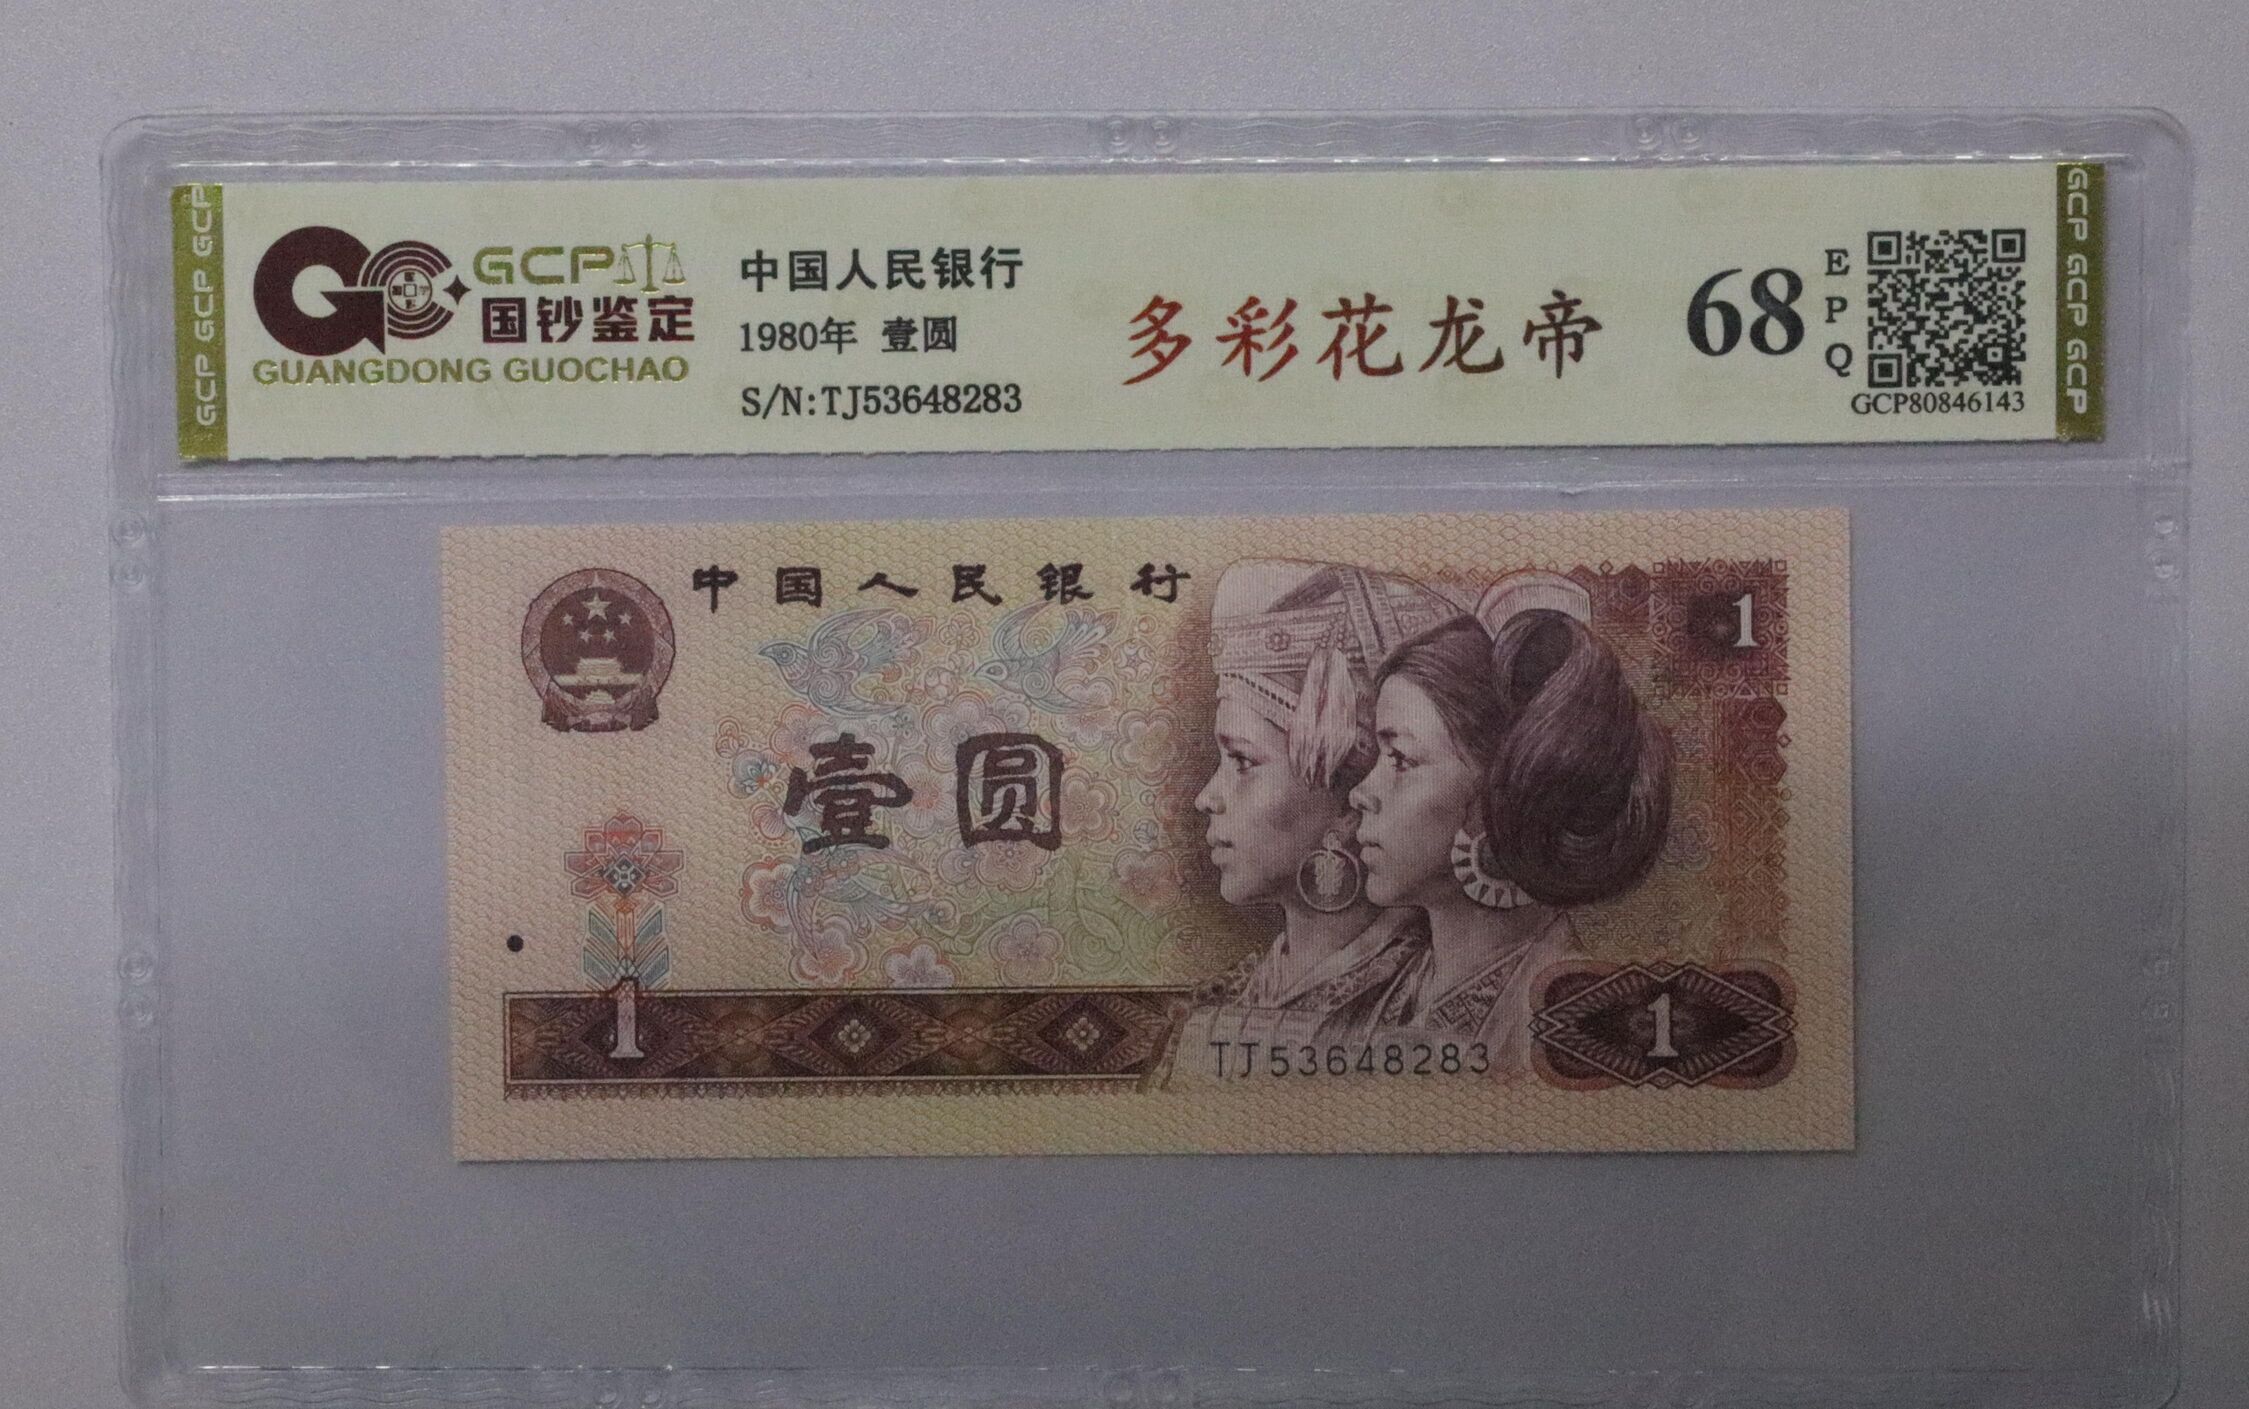 GCP GCP GCP
GCP
国钞鉴定
GUANGDONG GUOCHAO
中国人民银行
1980年 壹圆
S/N:TJ53648283
多彩花龙帝
68
EPQ
GCP80846143
GCP GCP GCP
中国人民银行
1
壹圆
1
TJ53648283
1